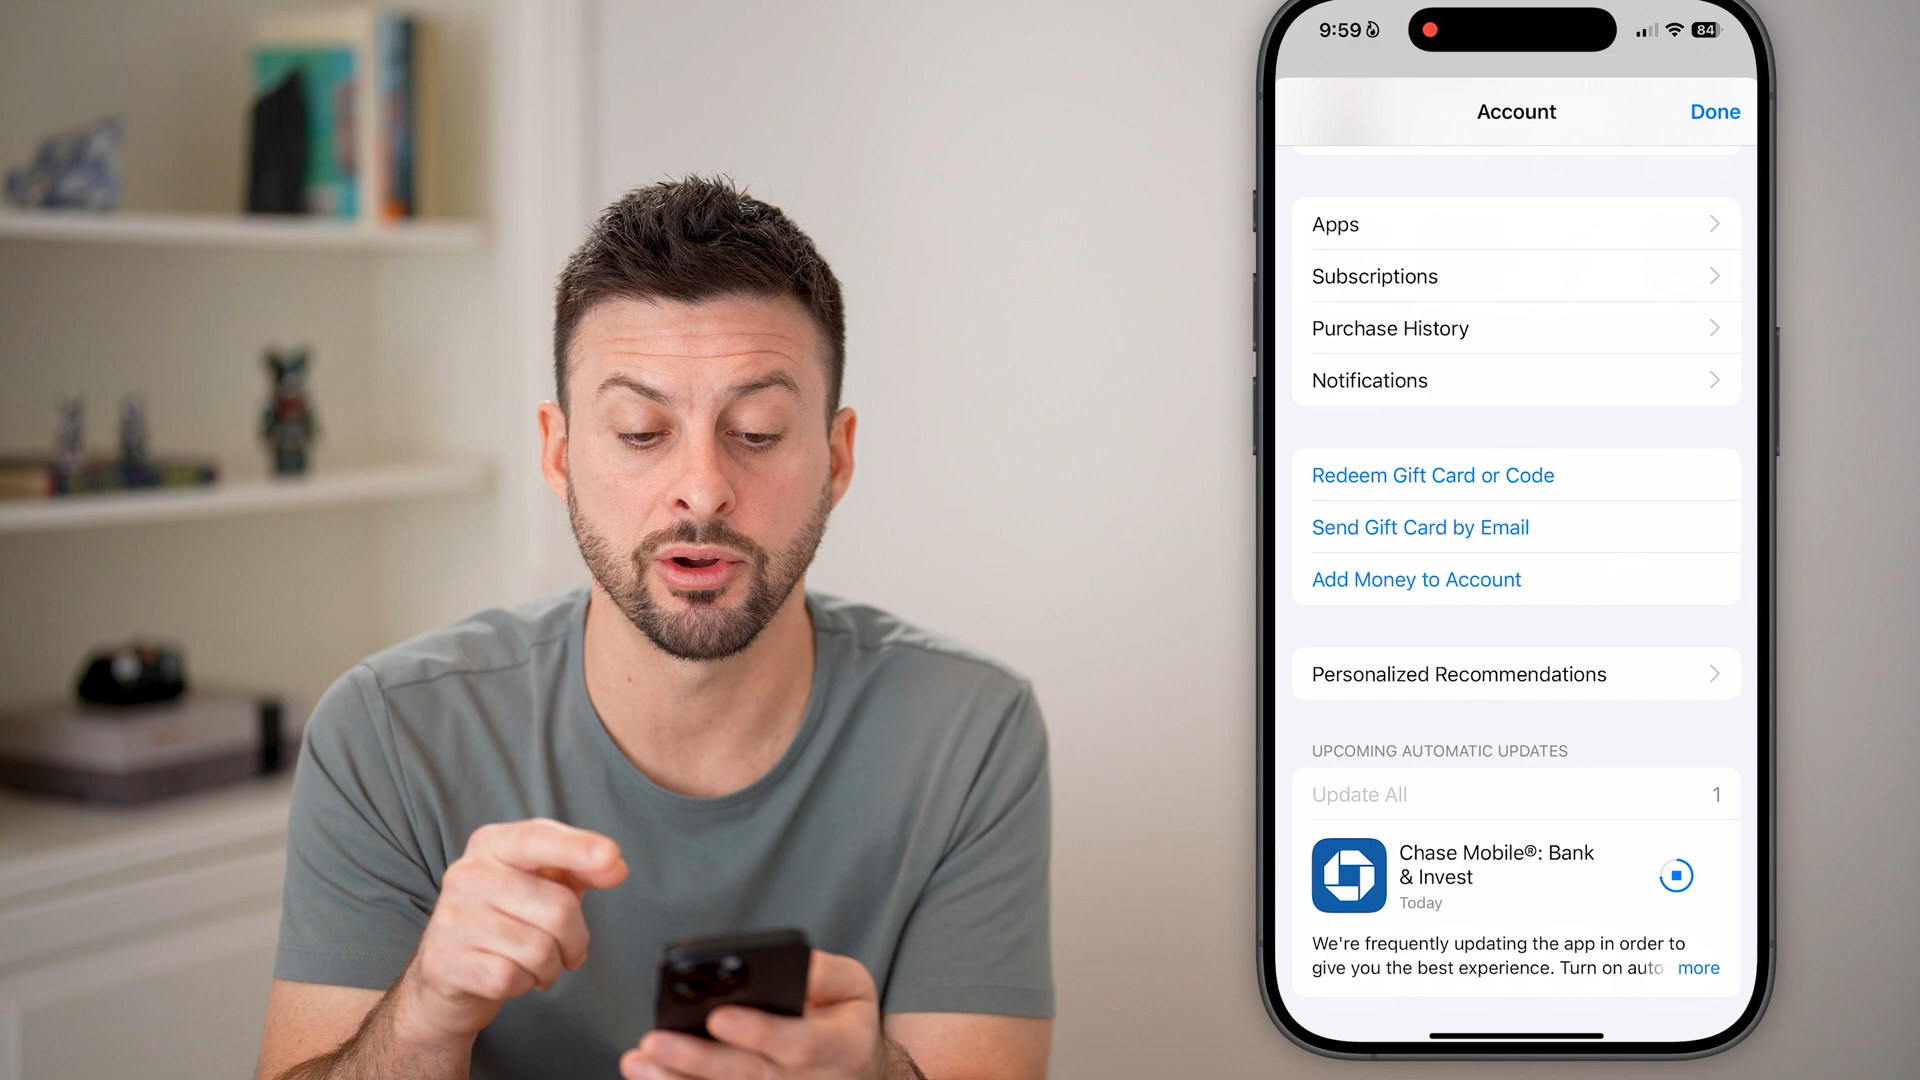 9:59
84
Account
Done
Apps
Subscriptions
Purchase History
Notifications
Redeem Gift Card or Code
Send Gift Card by Email
Add Money to Account
Personalized Recommendations
UPCOMING AUTOMATIC UPDATES
Update All 1
Chase Mobile®: Bank
& Invest
Today
We're frequently updating the app in order to
give you the best experience. Turn on auto more